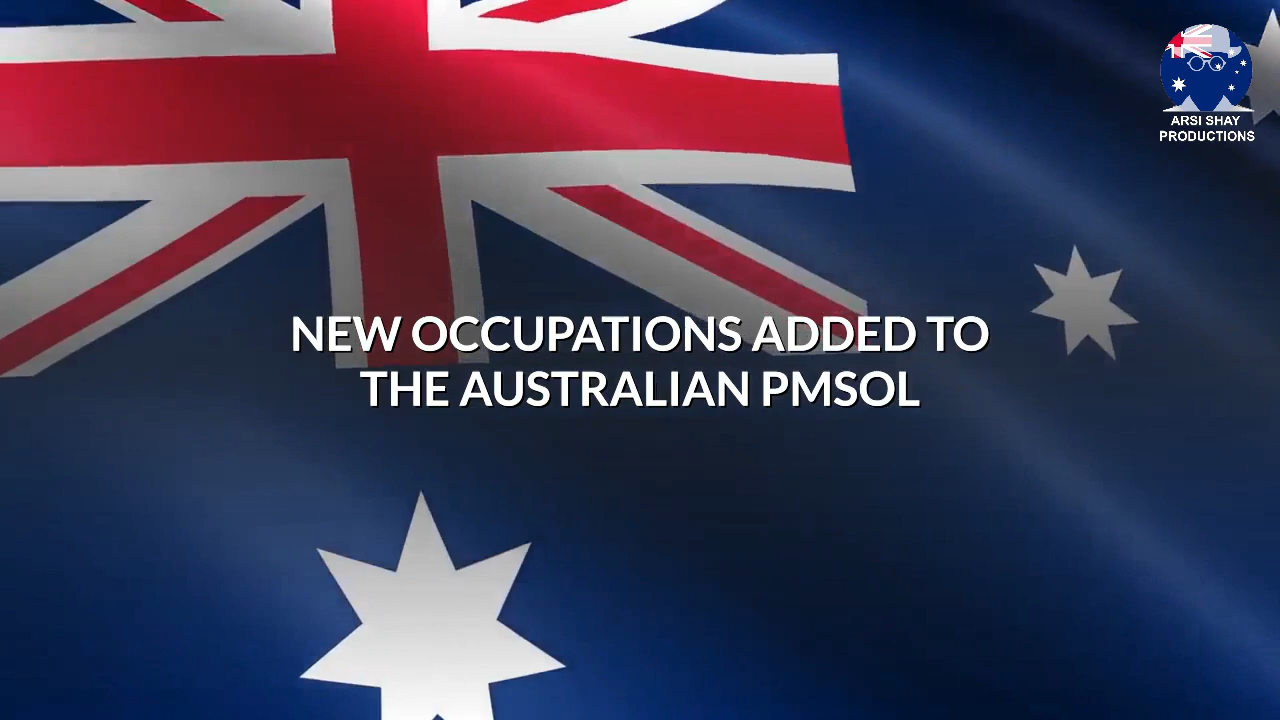 ARSI SHAY
PRODUCTIONS
NEW OCCUPATIONS ADDED TO
THE AUSTRALIAN PMSOL